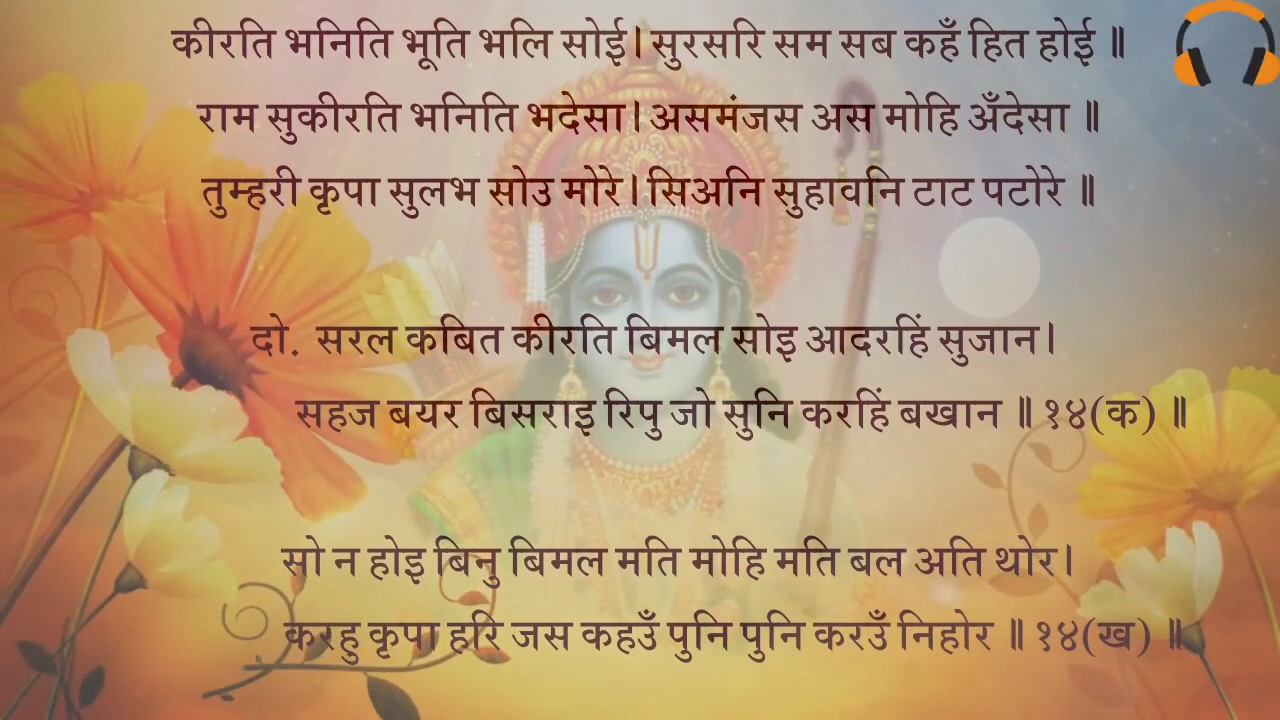 कीरति भनिति भूति भलि सोई। सुरसरि सम सब कहँ हित होई ॥
राम सुकीरति भनिति भदेसा। असमंजस अस मोहि अँदेसा ॥
तुम्हरी कृपा सुलभ सोउ मोरे। सिअनि सुहावनि टाट पटोरे ॥
दो. सरल कबित कीरति बिमल सोइ आदरहिं सुजान।
सहज बयर बिसराइ रिपु जो सुनि करहिं बखान ॥ १४(क) ॥
सो न होइ बिनु बिमल मति मोहि मति बल अति थोर।
करहु कृपा हरि जस कहउँ पुनि पुनि करउँ निहोर ॥ १४(ख) ॥